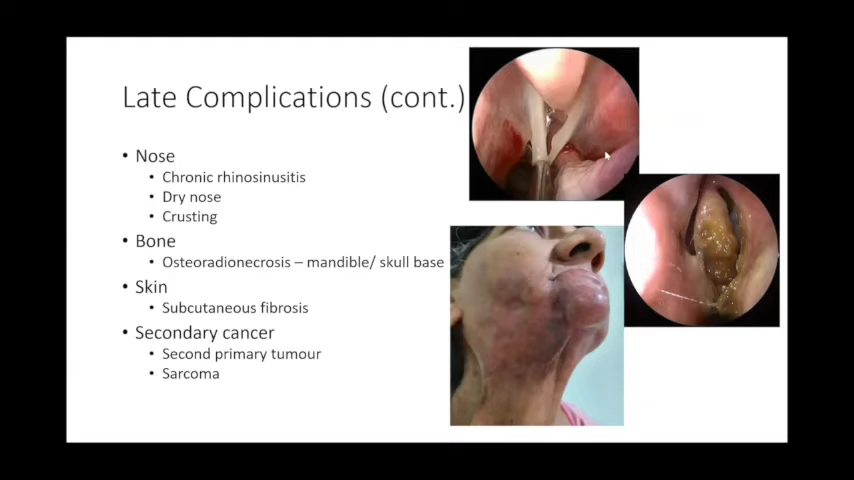 Late Complications (cont.)
• Nose
• Chronic rhinosinusitis
• Dry nose
• Crusting
• Bone
• Osteoradionecrosis – mandible/ skull base
• Skin
• Subcutaneous fibrosis
• Secondary cancer
• Second primary tumour
• Sarcoma